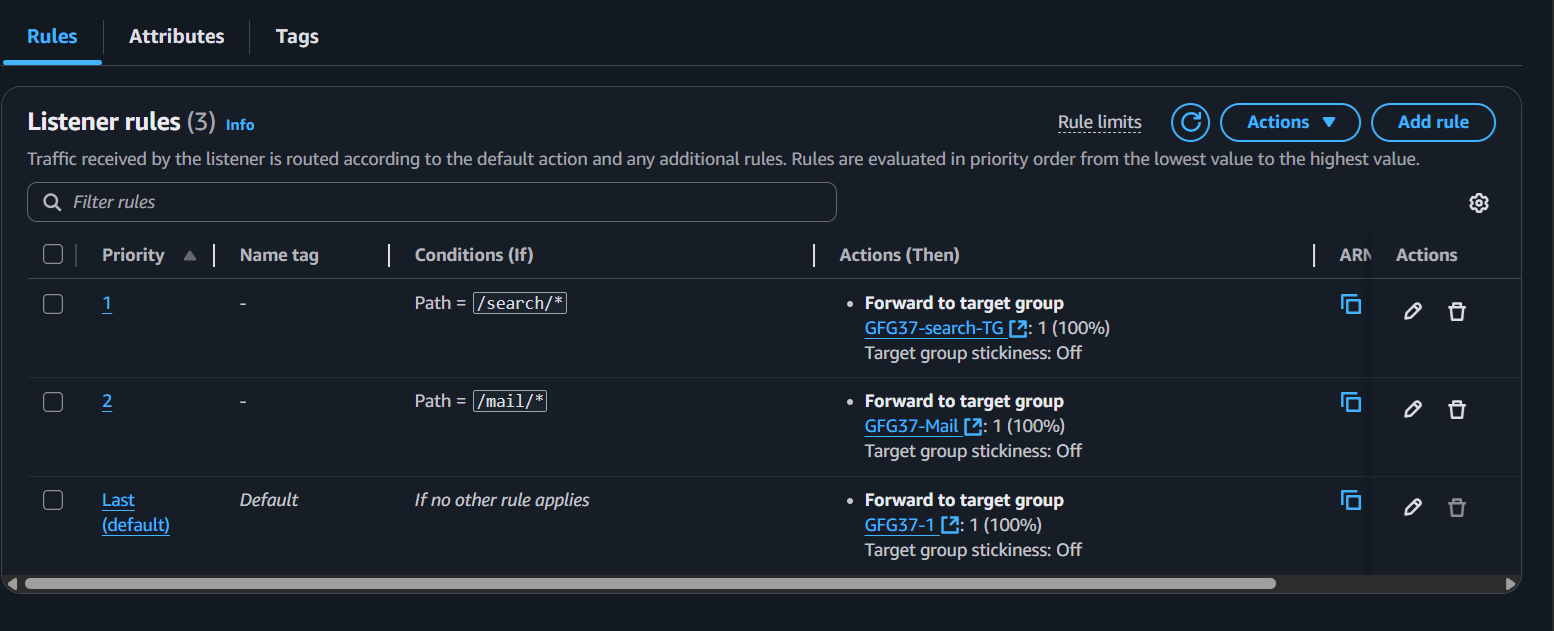 Rules Attributes Tags
Listener rules (3) Info Rule limits Actions Add rule
Traffic received by the listener is routed according to the default action and any additional rules. Rules are evaluated in priority order from the lowest value to the highest value.
Filter rules
Priority Name tag Conditions (If) Actions (Then) ARN Actions
1 - Path = /search/* Forward to target group
GFG37-search-TG : 1 (100%)
Target group stickiness: Off
2 - Path = /mail/* Forward to target group
GFG37-Mail : 1 (100%)
Target group stickiness: Off
Last Default If no other rule applies Forward to target group
(default) GFG37-1 : 1 (100%)
Target group stickiness: Off